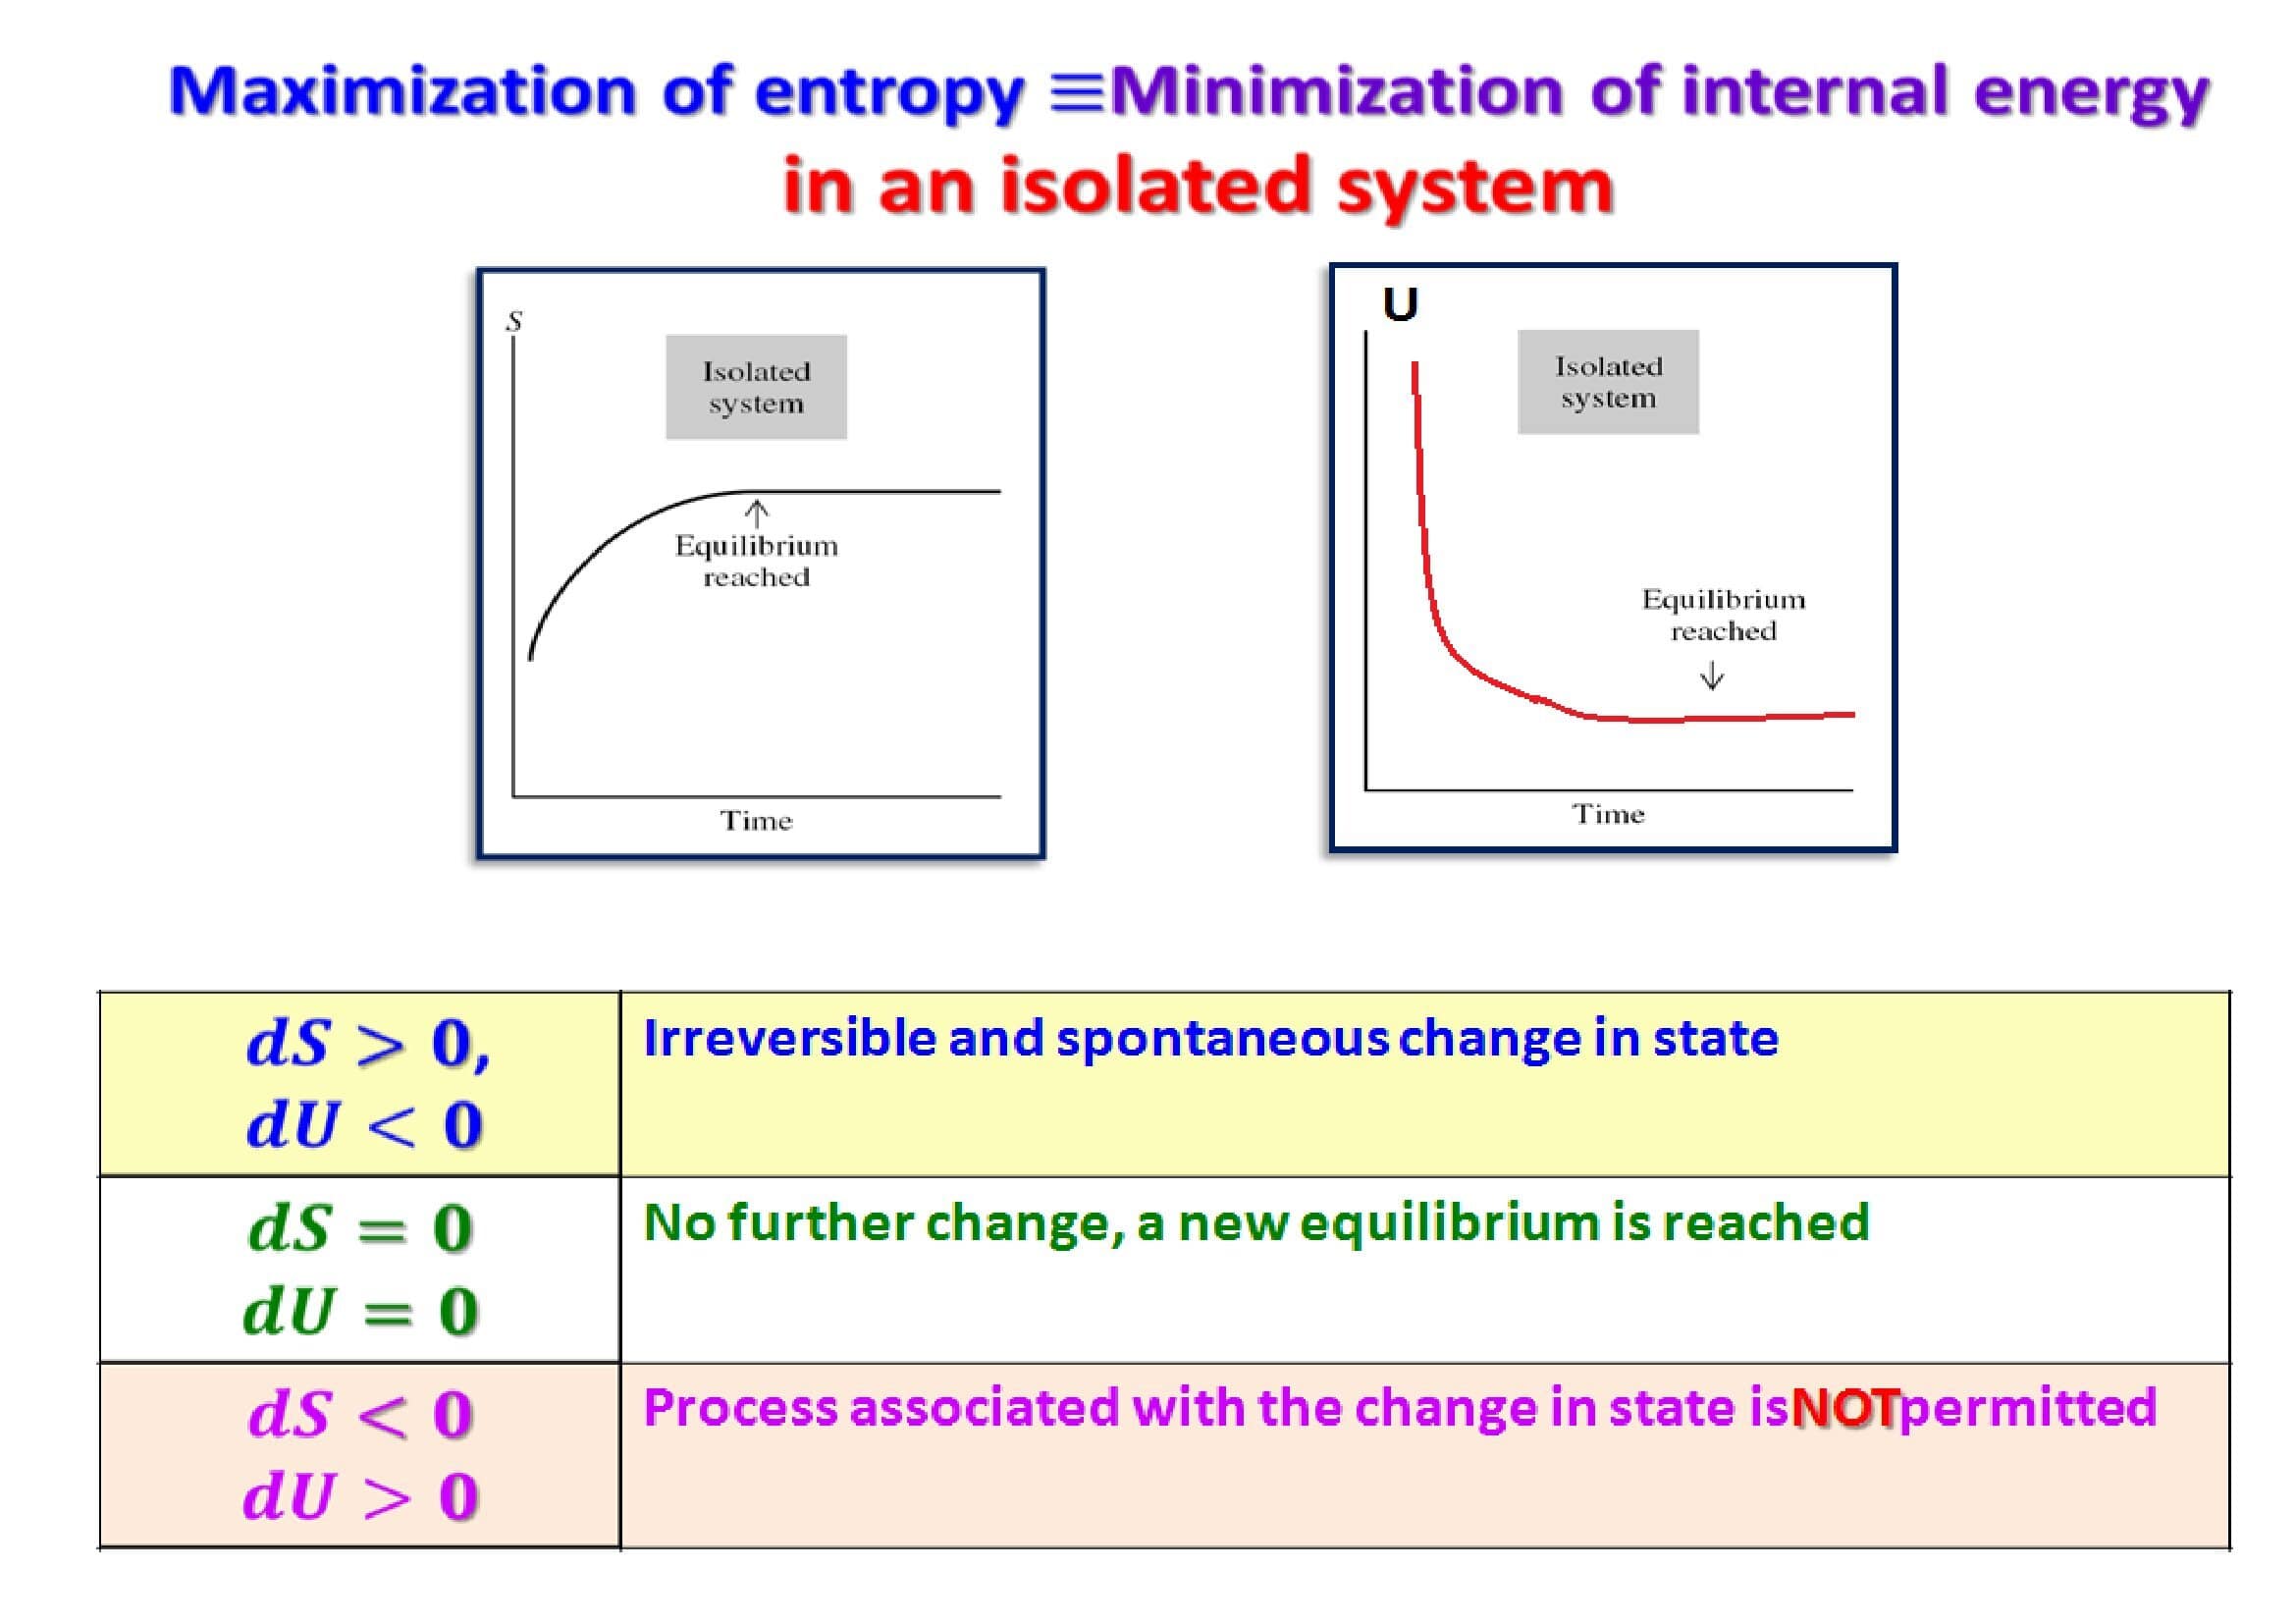 Maximization of entropy ≡Minimization of internal energy
in an isolated system
S
Isolated
system
Equilibrium
reached
Time
U
Isolated
system
Equilibrium
reached
Time
dS > 0,
dU < 0
Irreversible and spontaneous change in state
dS = 0
dU = 0
No further change, a new equilibrium is reached
dS < 0
dU > 0
Process associated with the change in state isNOTpermitted